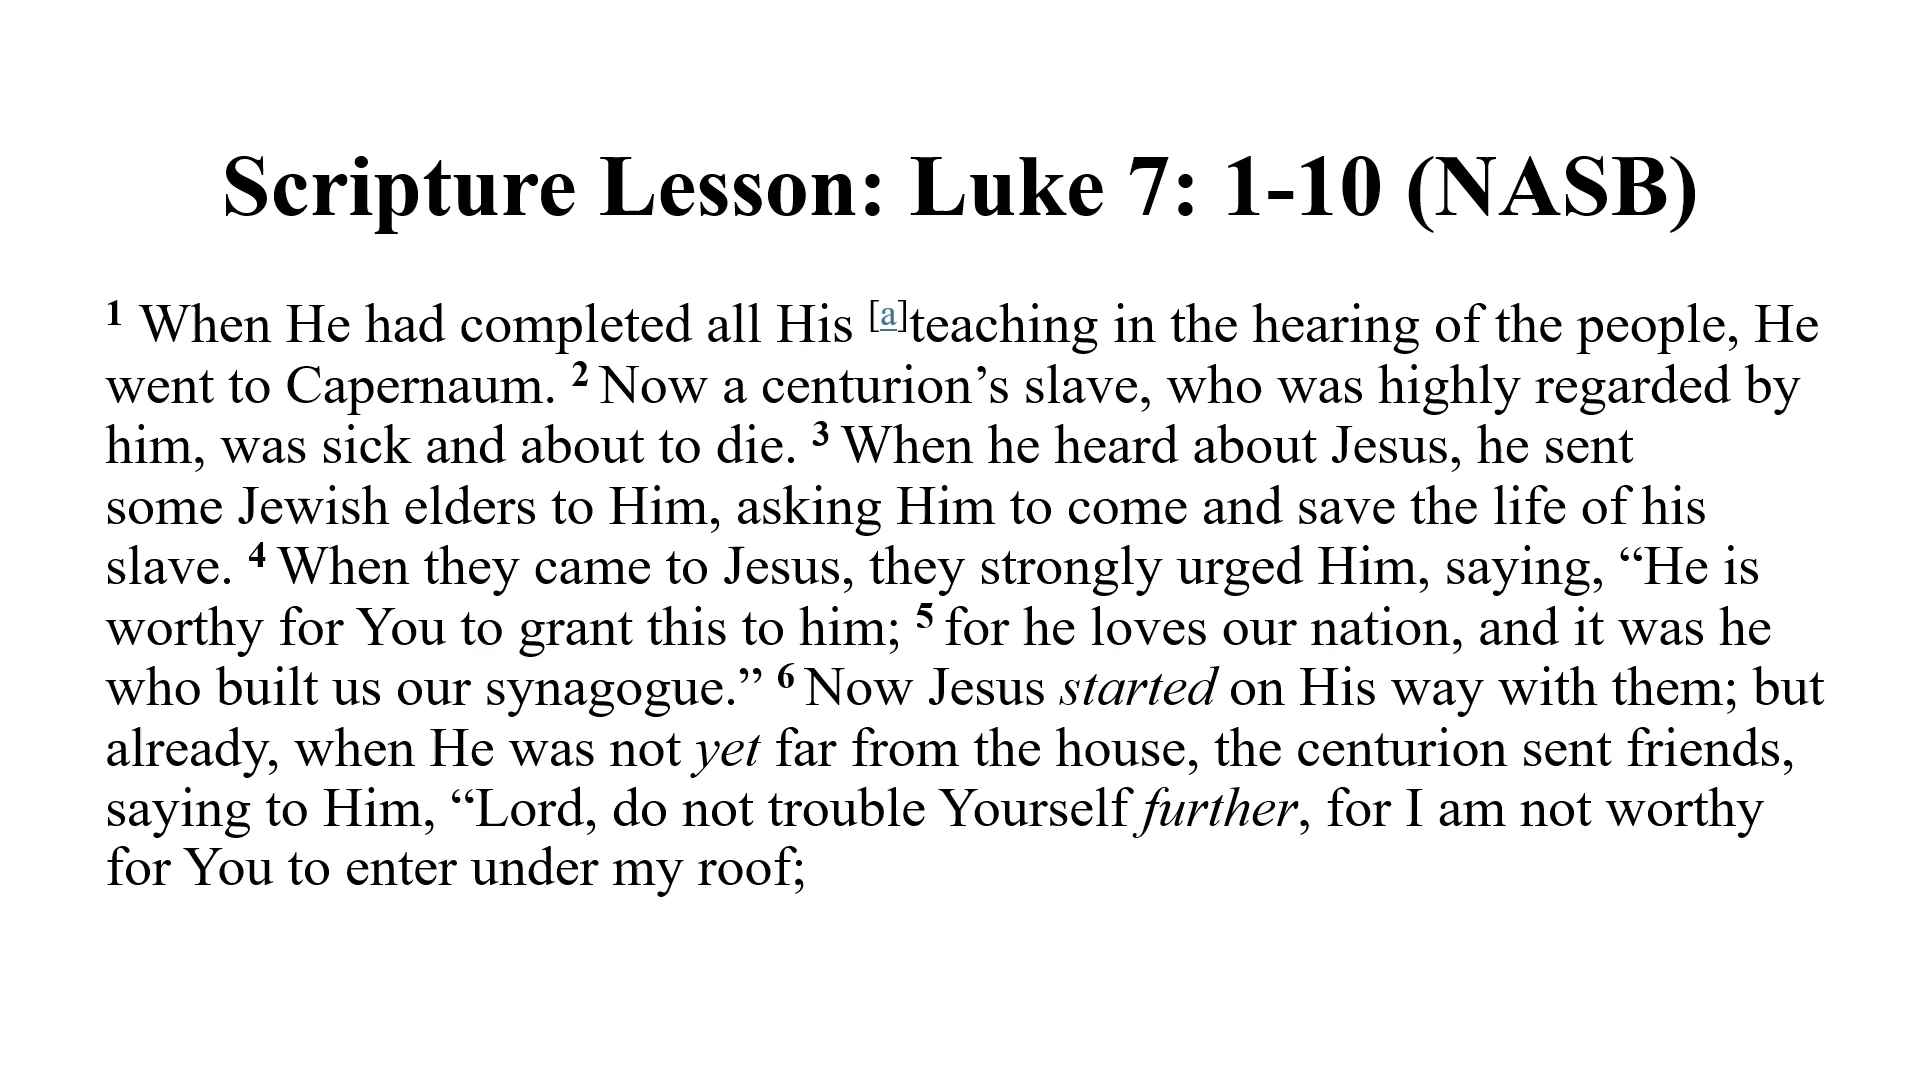 Scripture Lesson: Luke 7: 1-10 (NASB)
1 When He had completed all His [a]teaching in the hearing of the people, He
went to Capernaum. 2 Now a centurion’s slave, who was highly regarded by
him, was sick and about to die. 3 When he heard about Jesus, he sent
some Jewish elders to Him, asking Him to come and save the life of his
slave. 4 When they came to Jesus, they strongly urged Him, saying, “He is
worthy for You to grant this to him; 5 for he loves our nation, and it was he
who built us our synagogue.” 6 Now Jesus started on His way with them; but
already, when He was not yet far from the house, the centurion sent friends,
saying to Him, “Lord, do not trouble Yourself further, for I am not worthy
for You to enter under my roof;